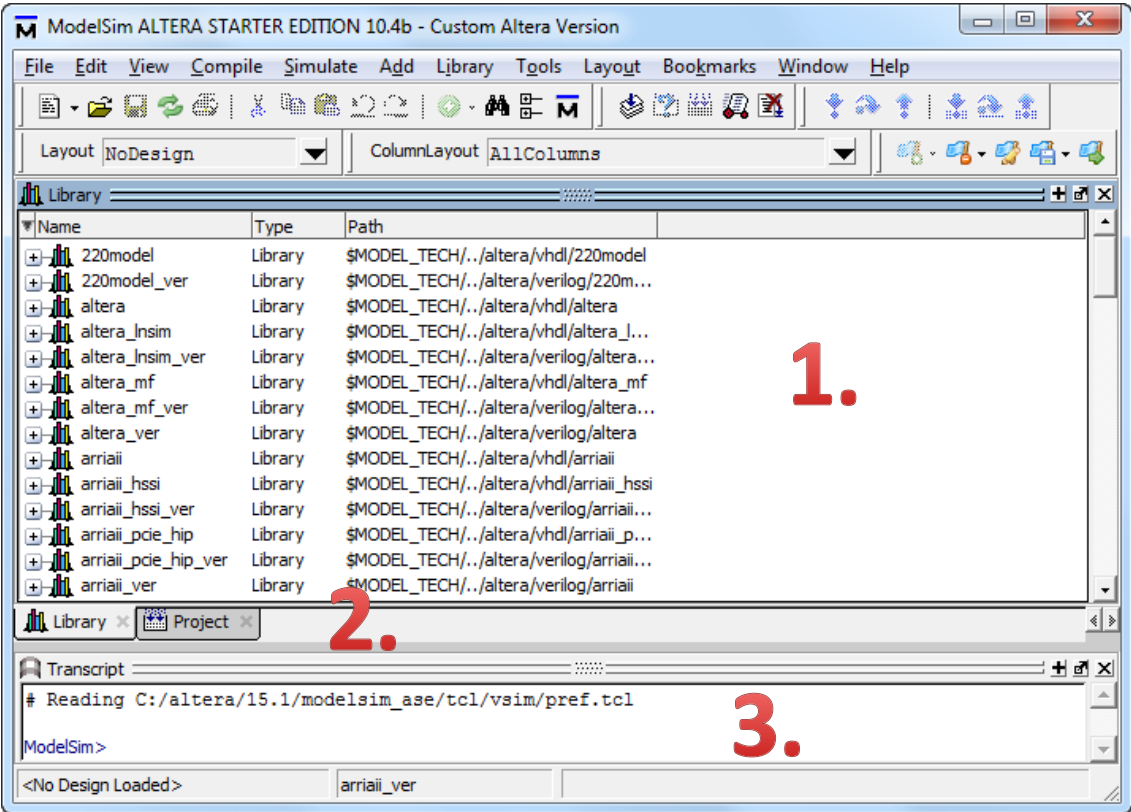 ModelSim ALTERA STARTER EDITION 10.4b - Custom Altera Version
File Edit View Compile Simulate Add Library Tools Layout Bookmarks Window Help
Layout NoDesign ColumnLayout AllColumns
Library
Name Type Path
220model Library $MODEL_TECH/../altera/vhdl/220model
220model_ver Library $MODEL_TECH/../altera/verilog/220m...
altera Library $MODEL_TECH/../altera/vhdl/altera
altera_lnsim Library $MODEL_TECH/../altera/vhdl/altera_l...
altera_lnsim_ver Library $MODEL_TECH/../altera/verilog/altera...
1.
altera_mf Library $MODEL_TECH/../altera/vhdl/altera_mf
altera_mf_ver Library $MODEL_TECH/../altera/verilog/altera...
altera_ver Library $MODEL_TECH/../altera/verilog/altera
arriaii Library $MODEL_TECH/../altera/vhdl/arriaii
arriaii_hssi Library $MODEL_TECH/../altera/vhdl/arriaii_hssi
arriaii_hssi_ver Library $MODEL_TECH/../altera/verilog/arriaii...
arriaii_pcie_hip Library $MODEL_TECH/../altera/vhdl/arriaii_p...
arriaii_pcie_hip_ver Library $MODEL_TECH/../altera/verilog/arriaii...
arriaii_ver Library $MODEL_TECH/../altera/verilog/arriaii
Library Project 2.
Transcript
# Reading C:/altera/15.1/modelsim_ase/tcl/vsim/pref.tcl
3.
ModelSim>
<No Design Loaded> arriaii_ver